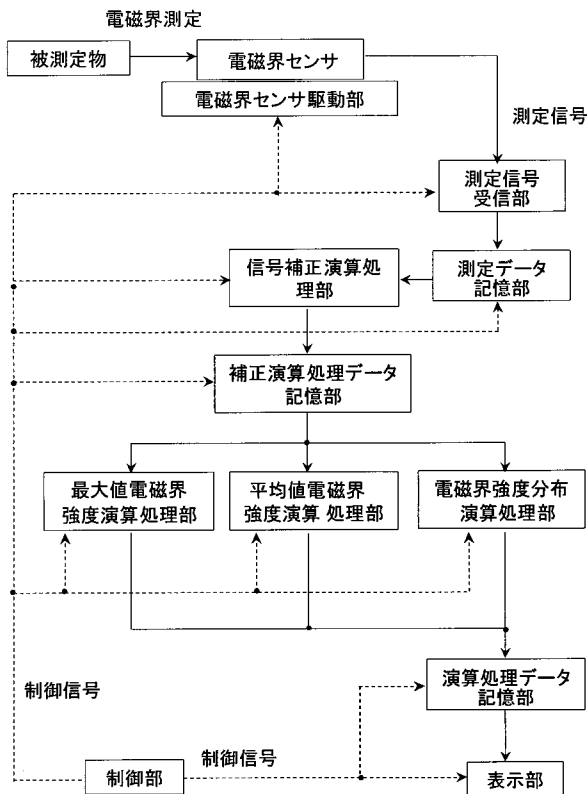 電磁界測定
被測定物
電磁界センサ
電磁界センサ駆動部
測定信号
測定信号
受信部
信号補正演算処
理部
測定データ
記憶部
補正演算処理データ
記憶部
最大値電磁界
強度演算処理部
平均値電磁界
強度演算 処理部
電磁界強度分布
演算処理部
演算処理データ
記憶部
制御信号
制御信号
制御部
表示部